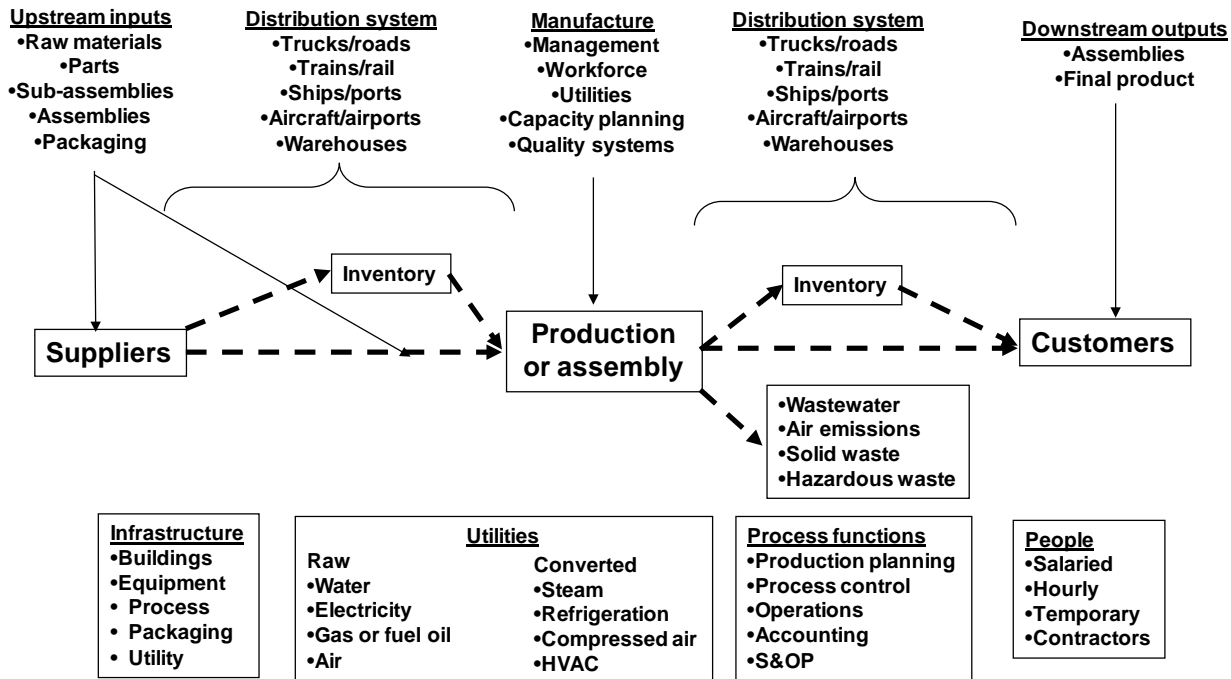 Upstream inputs
•Raw materials
•Parts
•Sub-assemblies
•Assemblies
•Packaging
Distribution system
•Trucks/roads
•Trains/rail
•Ships/ports
•Aircraft/airports
•Warehouses
Manufacture
•Management
•Workforce
•Utilities
•Capacity planning
•Quality systems
Distribution system
•Trucks/roads
•Trains/rail
•Ships/ports
•Aircraft/airports
•Warehouses
Downstream outputs
•Assemblies
•Final product
Inventory
Inventory
Suppliers
Production
or assembly
Customers
•Wastewater
•Air emissions
•Solid waste
•Hazardous waste
Infrastructure
•Buildings
•Equipment
• Process
• Packaging
• Utility
Utilities
Raw
•Water
•Electricity
•Gas or fuel oil
•Air
Converted
•Steam
•Refrigeration
•Compressed air
•HVAC
Process functions
•Production planning
•Process control
•Operations
•Accounting
•S&OP
People
•Salaried
•Hourly
•Temporary
•Contractors